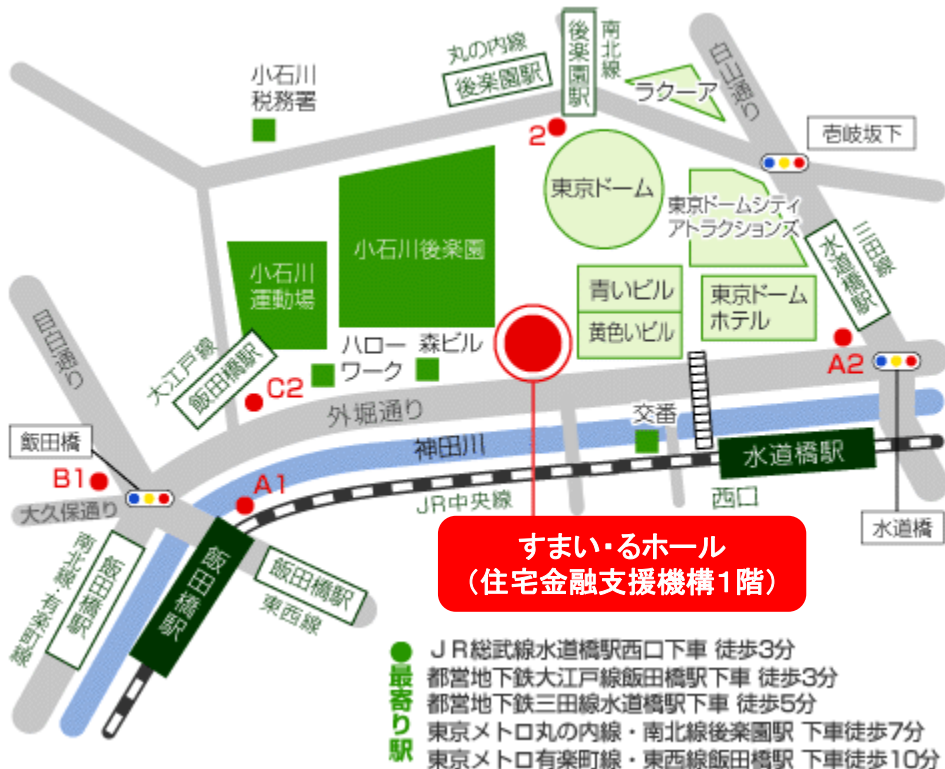 丸の内線
後楽園駅
後楽園駅
南北線
ラクーア
白山通り
壱岐坂下
小石川
税務署
2
東京ドーム
東京ドームシティ
アトラクションズ
三田線
水道橋駅
小石川後楽園
小石川
運動場
青いビル
黄色いビル
東京ドーム
ホテル
目白通り
大江戸線
飯田橋駅
C2
ハロー
ワーク
森ビル
A2
外堀通り
交番
飯田橋
神田川
水道橋駅
B1
A1
大久保通り
JR中央線
西口
水道橋
南北線・有楽町線
飯田橋駅
飯田橋駅
飯田橋駅
東西線
すまい・るホール
（住宅金融支援機構1階）
●最寄り駅
ＪＲ総武線水道橋駅西口下車 徒歩3分
都営地下鉄大江戸線飯田橋駅下車 徒歩3分
都営地下鉄三田線水道橋駅下車 徒歩5分
東京メトロ丸の内線・南北線後楽園駅 下車徒歩7分
東京メトロ有楽町線・東西線飯田橋駅 下車徒歩10分